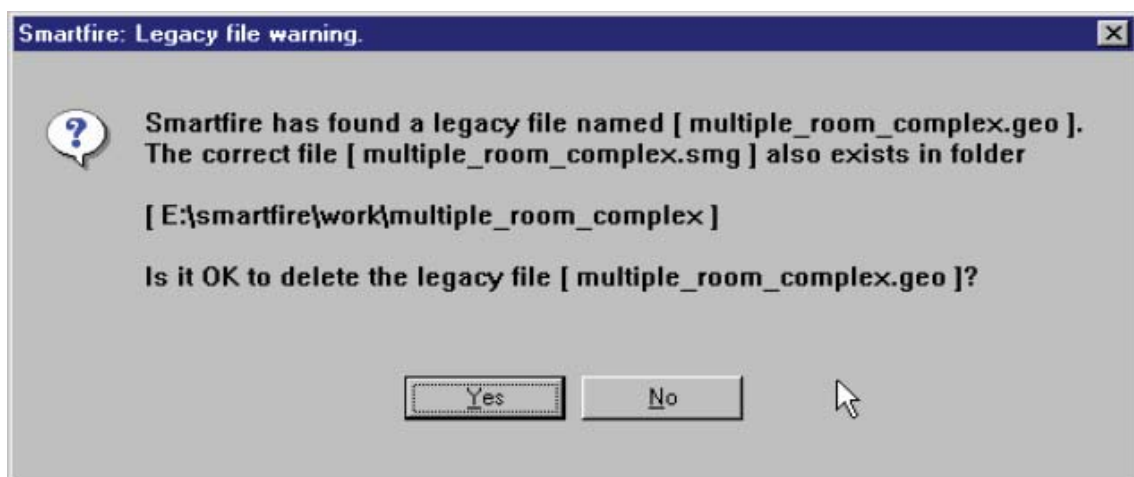 Smartfire: Legacy file warning.
Smartfire has found a legacy file named [ multiple_room_complex.geo ].
The correct file [ multiple_room_complex.smg ] also exists in folder
[ E:\smartfire\work\multiple_room_complex ]
Is it OK to delete the legacy file [ multiple_room_complex.geo ]?
Yes No